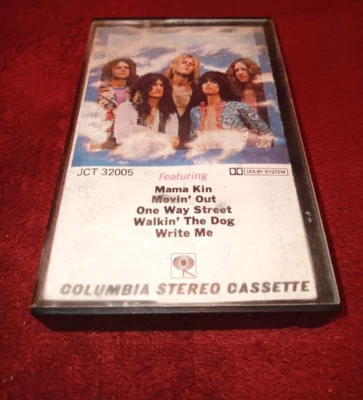 JCT 32005
Featuring
DOLBY SYSTEM
Mama Kin
Movin' Out
One Way Street
Walkin' The Dog
Write Me
COLUMBIA STEREO CASSETTE